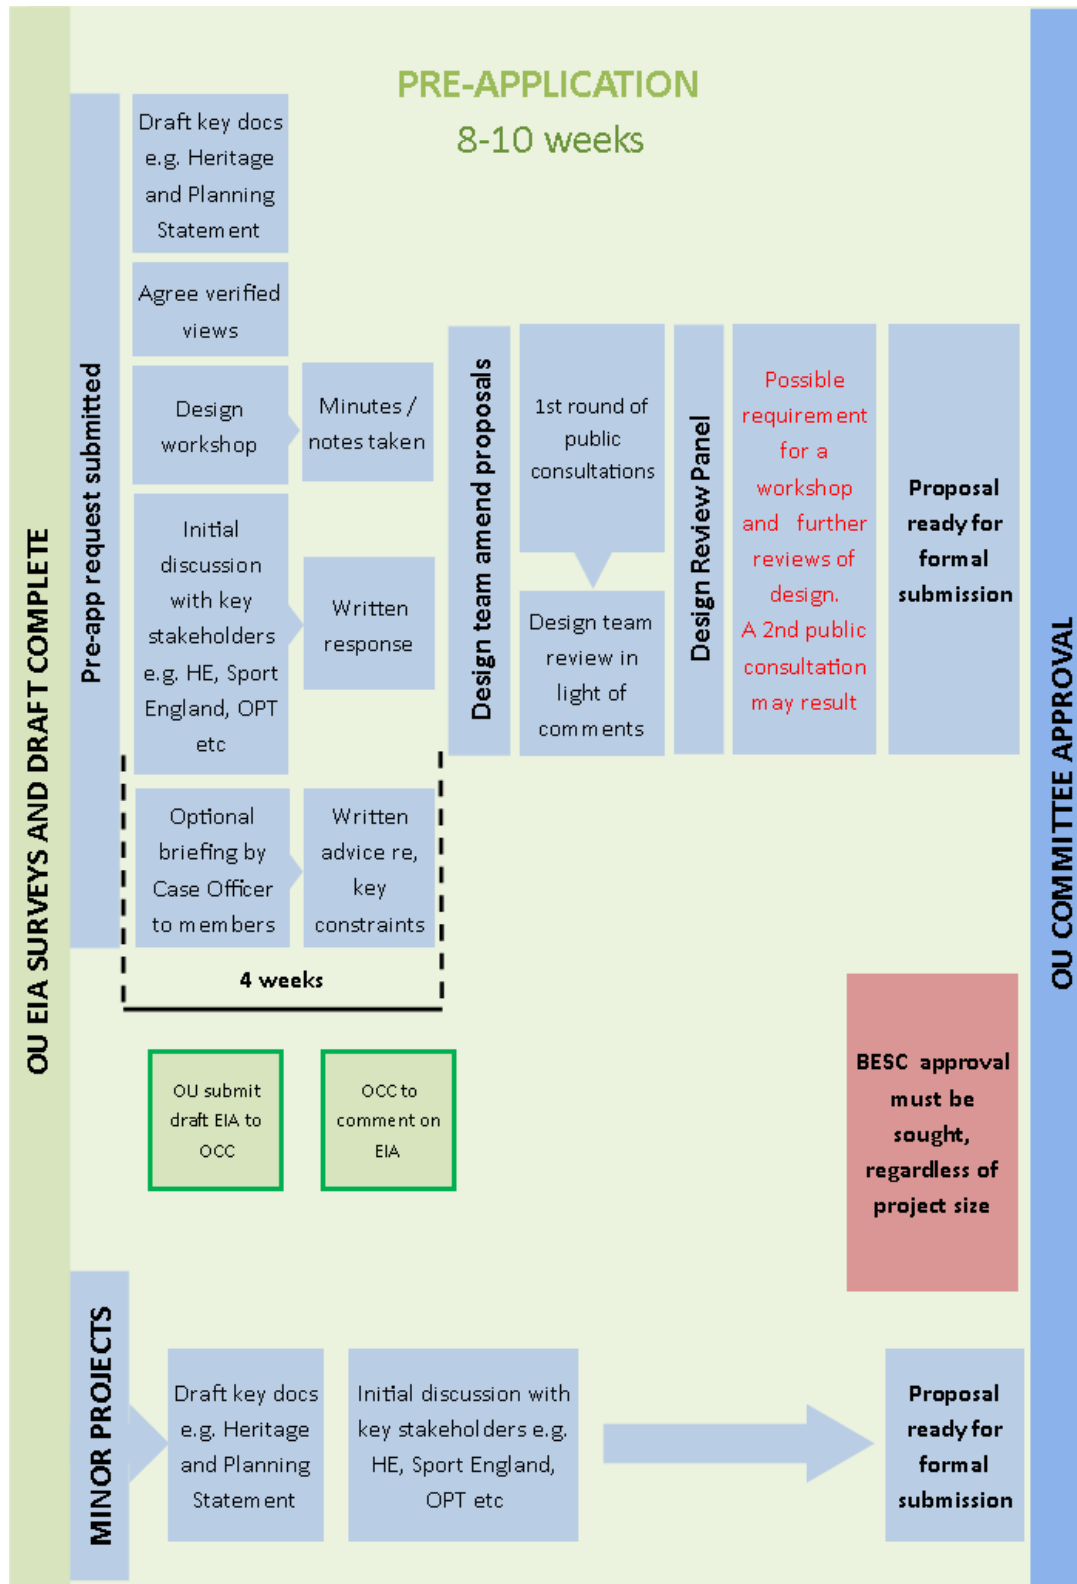 PRE-APPLICATION
8-10 weeks
OU EIA SURVEYS AND DRAFT COMPLETE
Pre-app request submitted
Draft key docs
e.g. Heritage
and Planning
Statement
Agree verified
views
Design
workshop
Minutes /
notes taken
Initial
discussion
with key
stakeholders
e.g. HE, Sport
England, OPT
etc
Written
response
Optional
briefing by
Case Officer
to members
Written
advice re,
key
constraints
4 weeks
Design team amend proposals
1st round of
public
consultations
Design team
review in
light of
comments
Design Review Panel
Possible
requirement
for a
workshop
and further
reviews of
design.
A 2nd public
consultation
may result
Proposal
ready for
formal
submission
OU COMMITTEE APPROVAL
OU submit
draft EIA to
OCC
OCC to
comment on
EIA
BESC approval
must be
sought,
regardless of
project size
MINOR PROJECTS
Draft key docs
e.g. Heritage
and Planning
Statement
Initial discussion with
key stakeholders e.g.
HE, Sport England,
OPT etc
Proposal
ready for
formal
submission